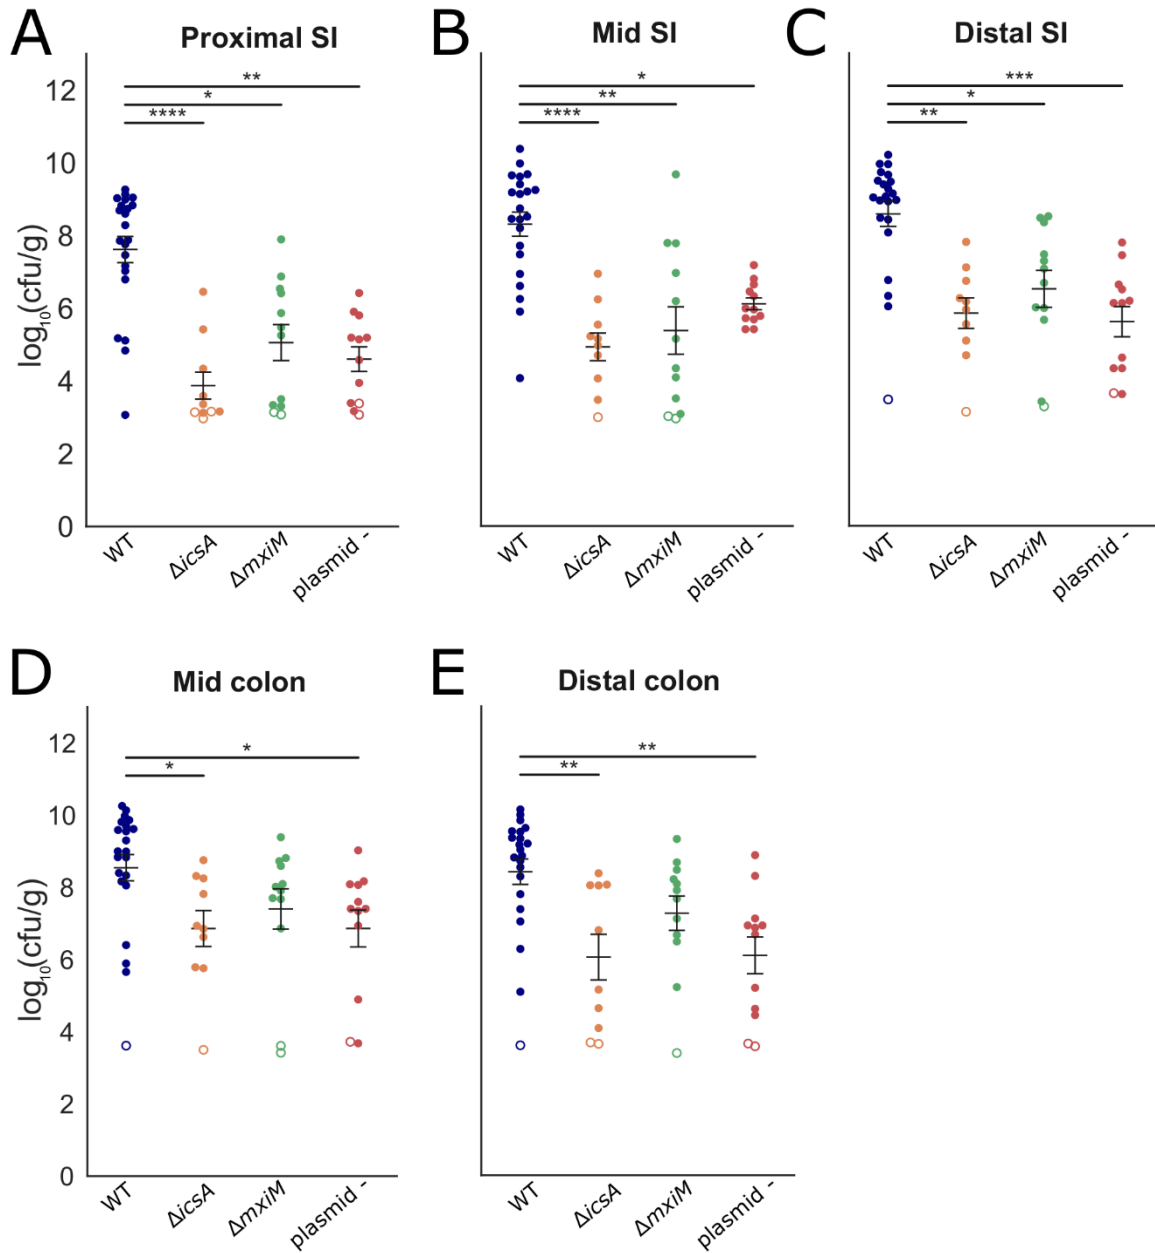 A
Proximal SI
B
Mid SI
C
Distal SI
log₁₀(cfu/g)
12
10
8
6
4
2
0
**
*
****
*
**
****
***
*
**
WT
ΔicsA
ΔmxiM
plasmid -
WT
ΔicsA
ΔmxiM
plasmid -
WT
ΔicsA
ΔmxiM
plasmid -
D
Mid colon
E
Distal colon
log₁₀(cfu/g)
12
10
8
6
4
2
0
*
*
**
**
WT
ΔicsA
ΔmxiM
plasmid -
WT
ΔicsA
ΔmxiM
plasmid -